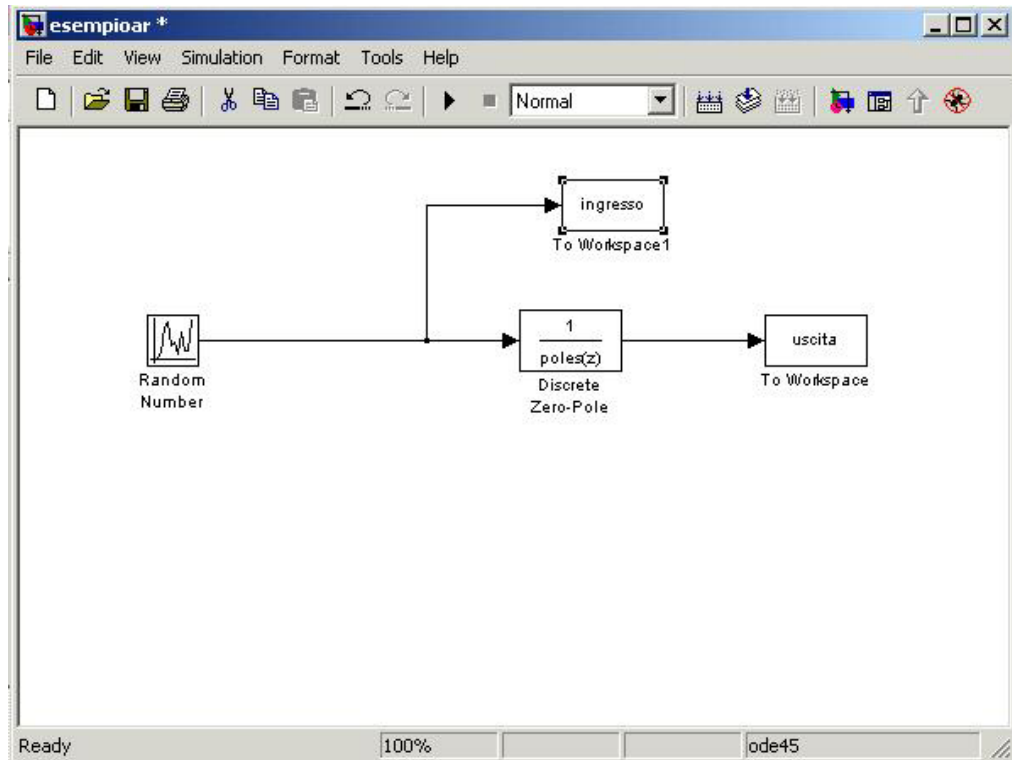 esempioar *
File Edit View Simulation Format Tools Help
Normal
ingresso
To Workspace1
1
poles(z)
Discrete
Zero-Pole
uscita
To Workspace
Random
Number
Ready 100% ode45